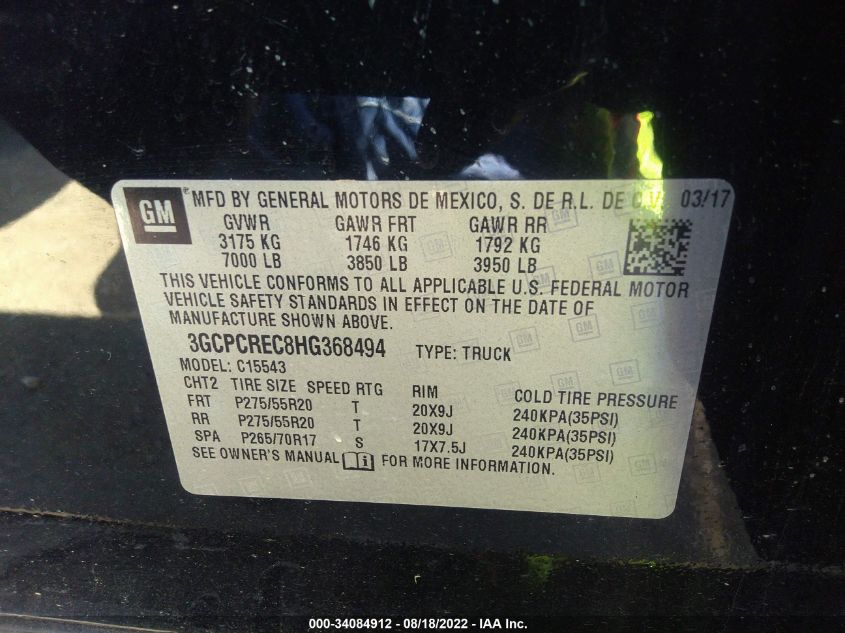 GM MFD BY GENERAL MOTORS DE MEXICO, S. DE R.L. DE C.V. 03/17
GVWR GAWR FRT GAWR RR
3175 KG 1746 KG 1792 KG
7000 LB 3850 LB 3950 LB
THIS VEHICLE CONFORMS TO ALL APPLICABLE U.S. FEDERAL MOTOR
VEHICLE SAFETY STANDARDS IN EFFECT ON THE DATE OF
MANUFACTURE SHOWN ABOVE.
3GCPCREC8HG368494 TYPE: TRUCK
MODEL: C15543
CHT2 TIRE SIZE SPEED RTG RIM COLD TIRE PRESSURE
FRT P275/55R20 T 20X9J 240KPA(35PSI)
RR P275/55R20 T 20X9J 240KPA(35PSI)
SPA P265/70R17 S 17X7.5J 240KPA(35PSI)
SEE OWNER'S MANUAL FOR MORE INFORMATION.
000-34084912 - 08/18/2022 - IAA Inc.